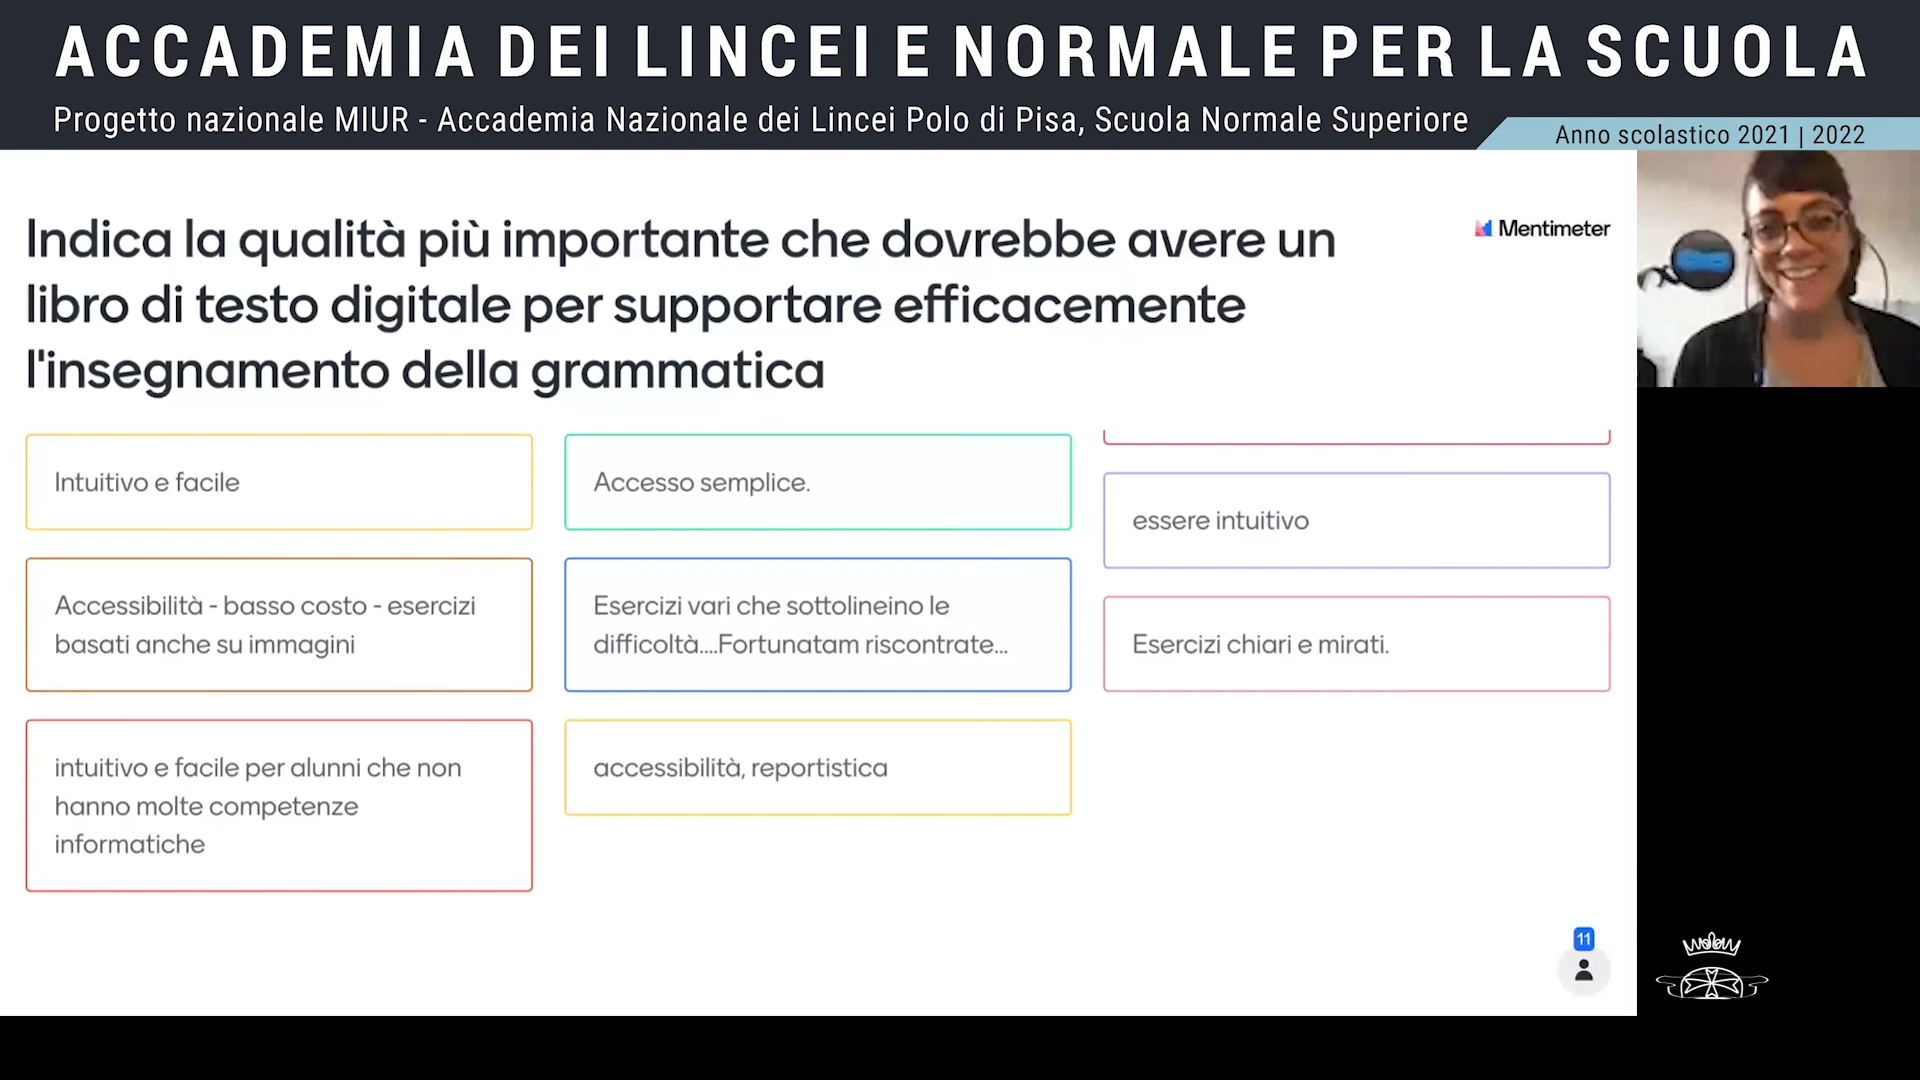 ACCADEMIA DEI LINCEI E NORMALE PER LA SCUOLA
Progetto nazionale MIUR - Accademia Nazionale dei Lincei Polo di Pisa, Scuola Normale Superiore
Anno scolastico 2021 | 2022
Indica la qualità più importante che dovrebbe avere un
libro di testo digitale per supportare efficacemente
l'insegnamento della grammatica
Mentimeter
Intuitivo e facile
Accessibilità - basso costo - esercizi
basati anche su immagini
intuitivo e facile per alunni che non
hanno molte competenze
informatiche
Accesso semplice.
Esercizi vari che sottolineino le
difficoltà....Fortunatam riscontrate...
accessibilità, reportistica
essere intuitivo
Esercizi chiari e mirati.
11